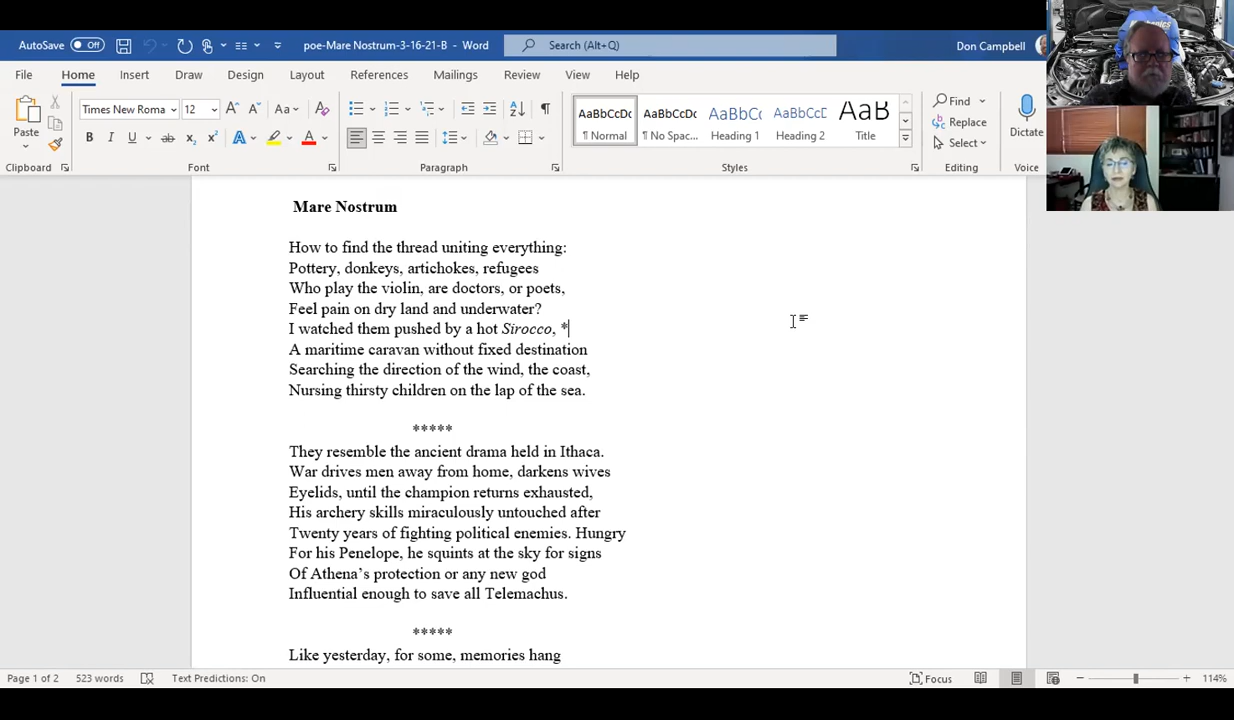 AutoSave Off poe-Mare Nostrum-3-16-21-B - Word Search (Alt+Q) Don Campbell
File Home Insert Draw Design Layout References Mailings Review View Help
Times New Roma 12 Aa AaBbCcDc AaBbCcDc AaBbCc AaBbCcD AaB Find
Paste B I U ab x₂ x² A A ¶ Normal ¶ No Spac... Heading 1 Heading 2 Title Replace Dictate
Select
Clipboard Font Paragraph Styles Editing Voice
Mare Nostrum
How to find the thread uniting everything:
Pottery, donkeys, artichokes, refugees
Who play the violin, are doctors, or poets,
Feel pain on dry land and underwater?
I watched them pushed by a hot Sirocco, *
A maritime caravan without fixed destination
Searching the direction of the wind, the coast,
Nursing thirsty children on the lap of the sea.
*****
They resemble the ancient drama held in Ithaca.
War drives men away from home, darkens wives
Eyelids, until the champion returns exhausted,
His archery skills miraculously untouched after
Twenty years of fighting political enemies. Hungry
For his Penelope, he squints at the sky for signs
Of Athena’s protection or any new god
Influential enough to save all Telemachus.
*****
Like yesterday, for some, memories hang
Page 1 of 2 523 words Text Predictions: On Focus 114%